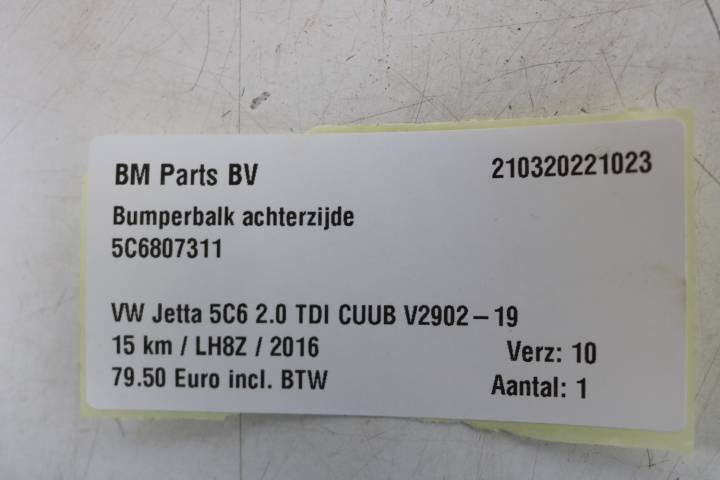 BM Parts BV 210320221023
Bumperbalk achterzijde
5C6807311
VW Jetta 5C6 2.0 TDI CUUB V2902 – 19
15 km / LH8Z / 2016 Verz: 10
79.50 Euro incl. BTW Aantal: 1